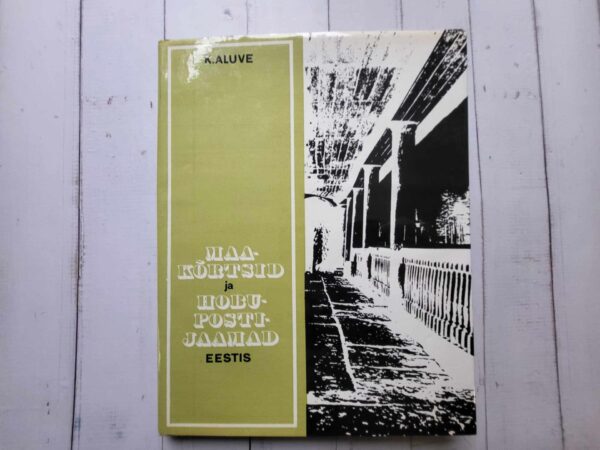 K. ALUVE
MAA-
KÕRTSID
ja
HOBU-
POSTI-
JAAMAD
EESTIS